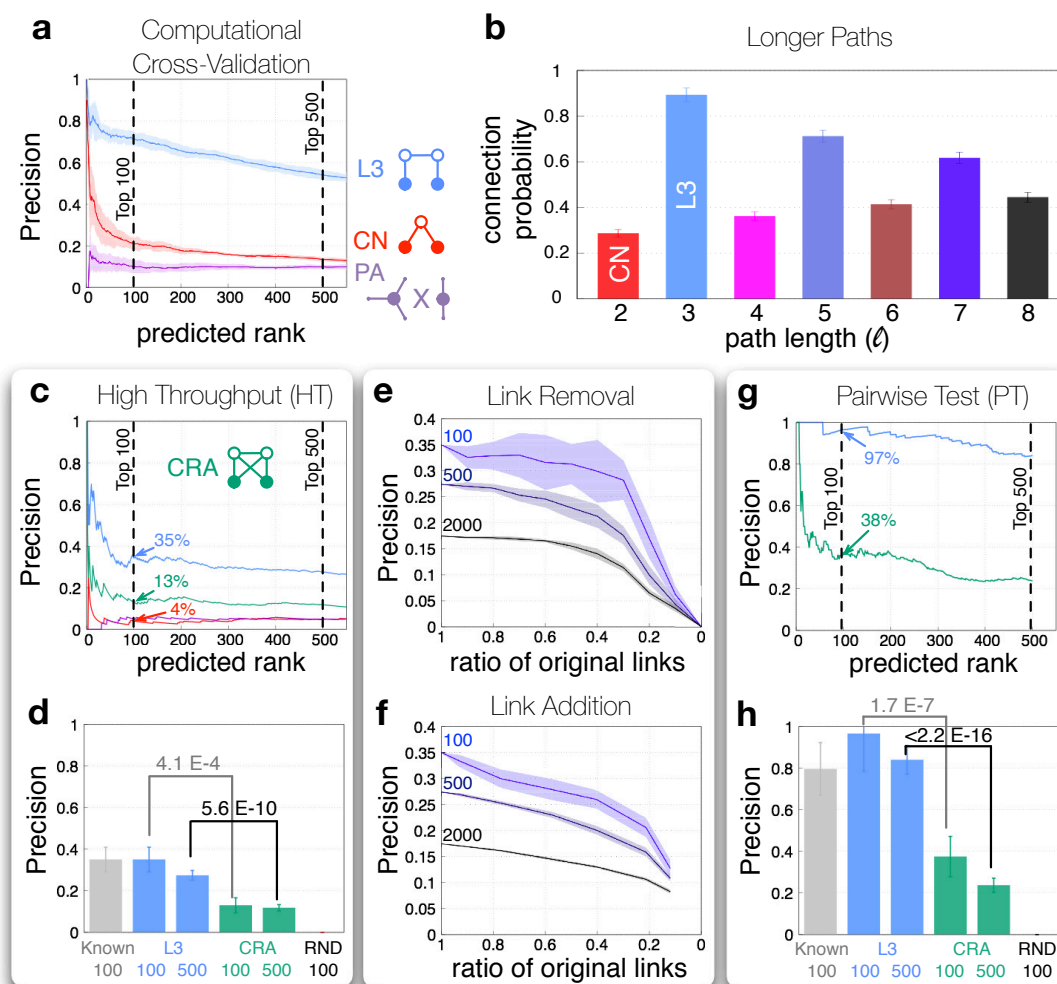 a
Computational
Cross-Validation
1
0.8
0.6
0.4
0.2
0
Precision
Top 100
Top 500
0 100 200 300 400 500
predicted rank
L3
CN
PA
X
b
Longer Paths
connection
probability
1
0.8
0.6
0.4
0.2
0
CN
L3
2 3 4 5 6 7 8
path length (ℓ)
c
High Throughput (HT)
CRA
1
0.8
0.6
0.4
0.2
0
Precision
Top 100
Top 500
35%
13%
4%
0 100 200 300 400 500
predicted rank
d
1
0.8
0.6
0.4
0.2
0
Precision
4.1 E-4
5.6 E-10
Known L3 CRA RND
100 100 500 100 500 100
e
Link Removal
0.4
0.35
0.3
0.25
0.2
0.15
0.1
0.05
0
Precision
100
500
2000
1 0.8 0.6 0.4 0.2 0
ratio of original links
f
Link Addition
0.4
0.35
0.3
0.25
0.2
0.15
0.1
0.05
0
Precision
100
500
2000
1 0.8 0.6 0.4 0.2 0
ratio of original links
g
Pairwise Test (PT)
1
0.8
0.6
0.4
0.2
0
Precision
Top 100
Top 500
97%
38%
0 100 200 300 400 500
predicted rank
h
1
0.8
0.6
0.4
0.2
0
Precision
1.7 E-7
<2.2 E-16
Known L3 CRA RND
100 100 500 100 500 100